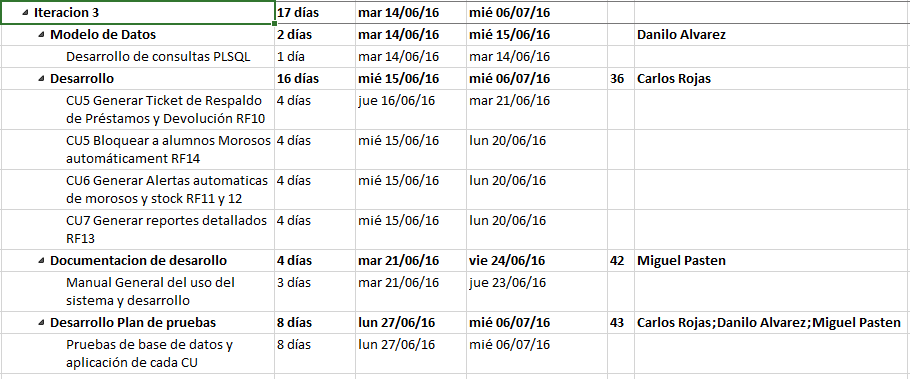 Iteracion 3 17 días mar 14/06/16 mié 06/07/16
Modelo de Datos 2 días mar 14/06/16 mié 15/06/16 Danilo Alvarez
Desarrollo de consultas PLSQL 1 día mar 14/06/16 mar 14/06/16
Desarrollo 16 días mié 15/06/16 mié 06/07/16 36 Carlos Rojas
CU5 Generar Ticket de Respaldo 4 días jue 16/06/16 mar 21/06/16
de Préstamos y Devolución RF10
CU5 Bloquear a alumnos Morosos 4 días mié 15/06/16 lun 20/06/16
automáticament RF14
CU6 Generar Alertas automaticas 4 días mié 15/06/16 lun 20/06/16
de morosos y stock RF11 y 12
CU7 Generar reportes detallados 4 días mié 15/06/16 lun 20/06/16
RF13
Documentacion de desarollo 4 días mar 21/06/16 vie 24/06/16 42 Miguel Pasten
Manual General del uso del 3 días mar 21/06/16 jue 23/06/16
sistema y desarrollo
Desarrollo Plan de pruebas 8 días lun 27/06/16 mié 06/07/16 43 Carlos Rojas;Danilo Alvarez;Miguel Pasten
Pruebas de base de datos y 8 días lun 27/06/16 mié 06/07/16
aplicación de cada CU